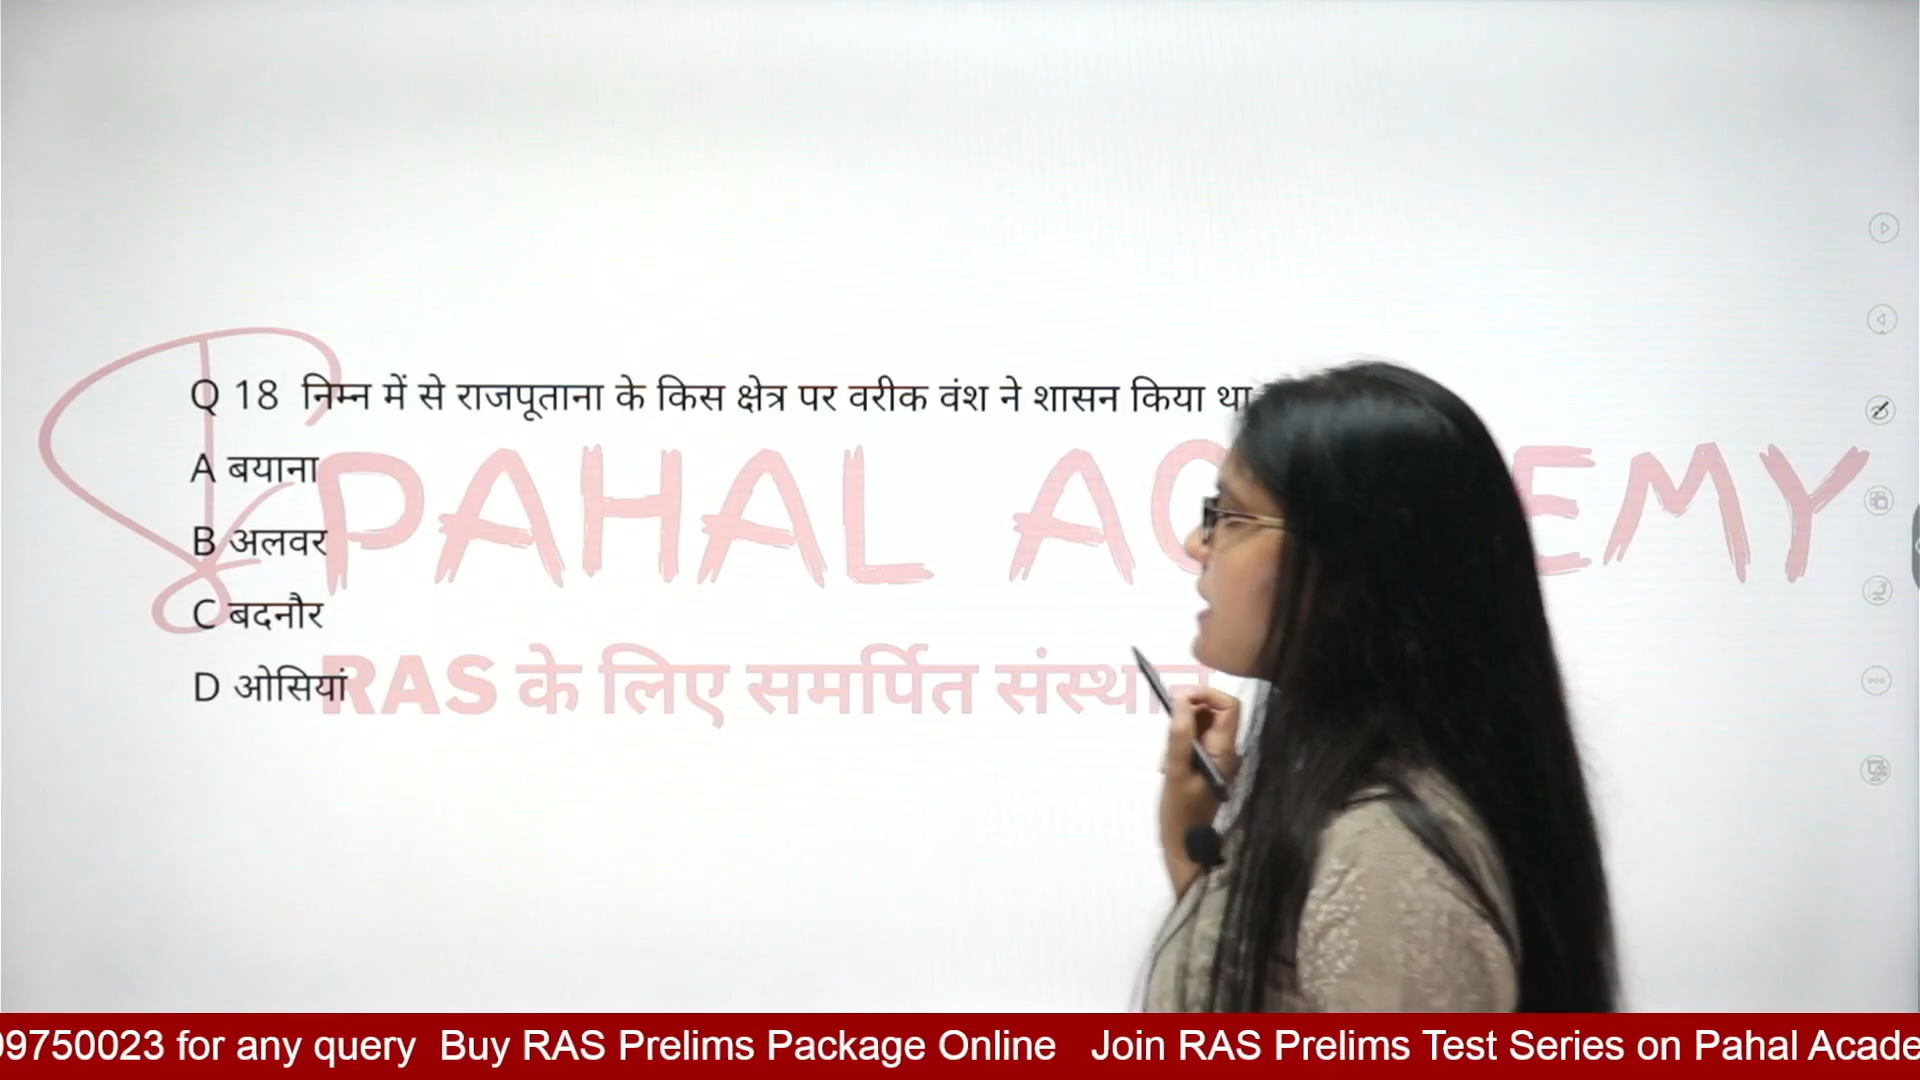 Q 18 निम्न में से राजपूताना के किस क्षेत्र पर वरीक वंश ने शासन किया था
A बयाना
PAHAL AC EMY
B अलवर
C बदनौर
RAS के लिए समर्पित संस्थान
D ओसियां
09750023 for any query Buy RAS Prelims Package Online Join RAS Prelims Test Series on Pahal Acade